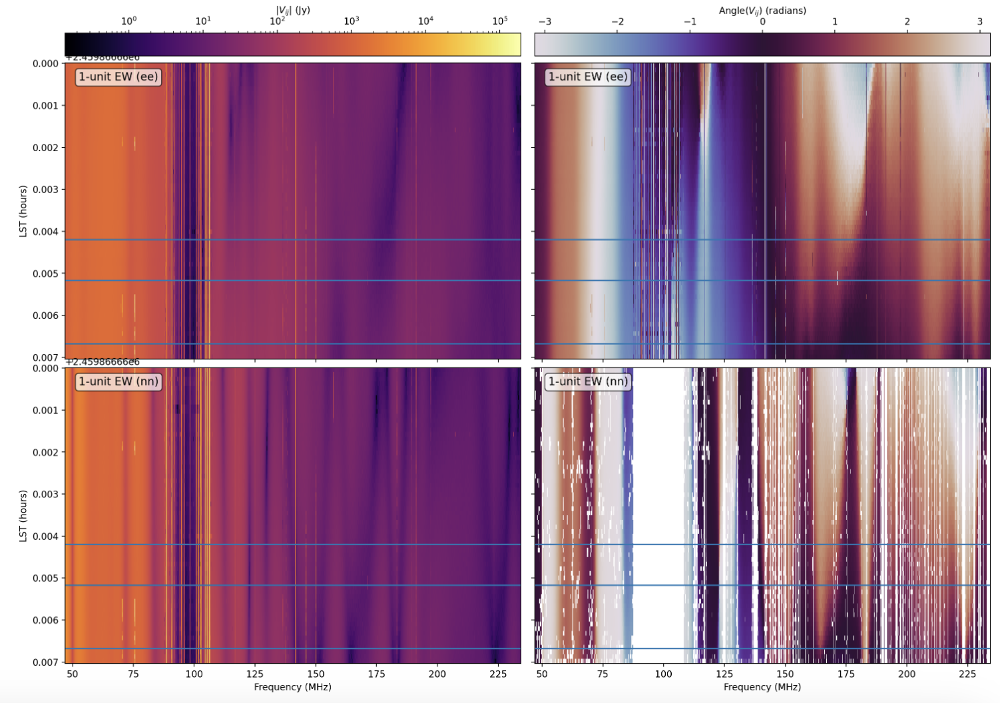 |V_ij| (Jy)
Angle(V_ij) (radians)
10^0 10^1 10^2 10^3 10^4 10^5
−3 −2 −1 0 1 2 3
+2.45986666e6
0.000
1-unit EW (ee)
1-unit EW (ee)
0.001
0.002
0.003
LST (hours)
0.004
0.005
0.006
0.007
+2.45986666e6
0.000
1-unit EW (nn)
1-unit EW (nn)
0.001
0.002
0.003
LST (hours)
0.004
0.005
0.006
0.007
50 75 100 125 150 175 200 225
50 75 100 125 150 175 200 225
Frequency (MHz)
Frequency (MHz)